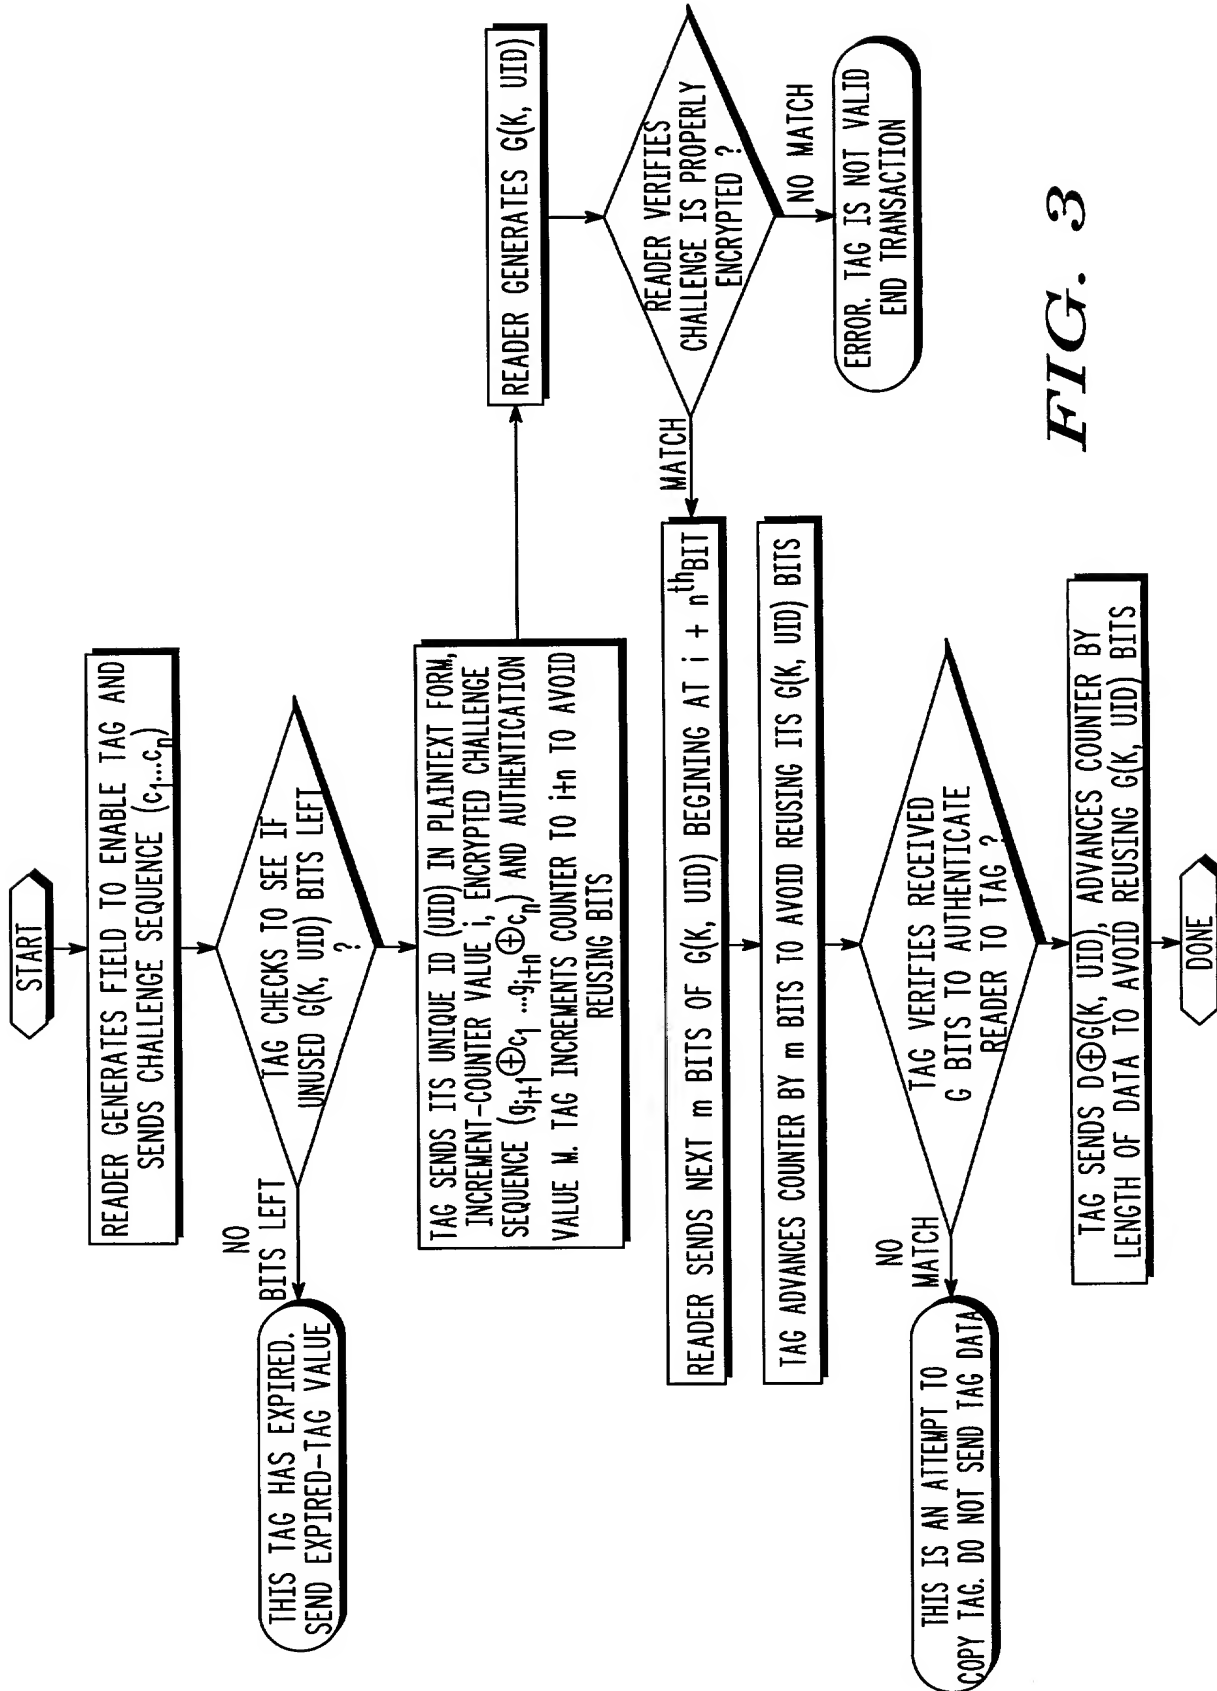 START
READER GENERATES FIELD TO ENABLE TAG AND
SENDS CHALLENGE SEQUENCE (c₁...cₙ)
TAG CHECKS TO SEE IF
UNUSED G(K, UID) BITS LEFT
?
NO
BITS LEFT
THIS TAG HAS EXPIRED.
SEND EXPIRED-TAG VALUE
TAG SENDS ITS UNIQUE ID (UID) IN PLAINTEXT FORM,
INCREMENT-COUNTER VALUE i, ENCRYPTED CHALLENGE
SEQUENCE (gᵢ₊₁⊕c₁ ...gᵢ₊ₙ⊕cₙ) AND AUTHENTICATION
VALUE M. TAG INCREMENTS COUNTER TO i+n TO AVOID
REUSING BITS
READER GENERATES G(K, UID)
READER VERIFIES
CHALLENGE IS PROPERLY
ENCRYPTED ?
NO MATCH
ERROR. TAG IS NOT VALID
END TRANSACTION
MATCH
READER SENDS NEXT m BITS OF G(K, UID) BEGINING AT i + nᵗʰBIT
TAG ADVANCES COUNTER BY m BITS TO AVOID REUSING ITS G(K, UID) BITS
TAG VERIFIES RECEIVED
G BITS TO AUTHENTICATE
READER TO TAG ?
NO
MATCH
THIS IS AN ATTEMPT TO
COPY TAG. DO NOT SEND TAG DATA
TAG SENDS D⊕G(K, UID), ADVANCES COUNTER BY
LENGTH OF DATA TO AVOID REUSING G(K, UID) BITS
DONE
FIG. 3